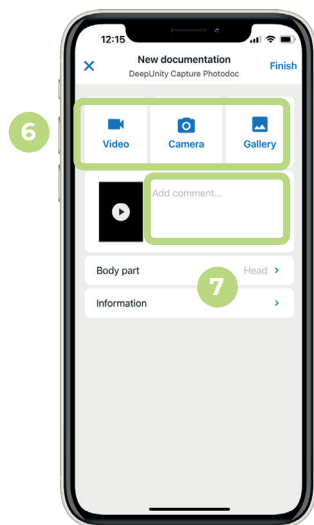 12:15
New documentation
DeepUnity Capture Photodoc
Finish
6
Video Camera Gallery
Add comment...
Body part Head
7
Information